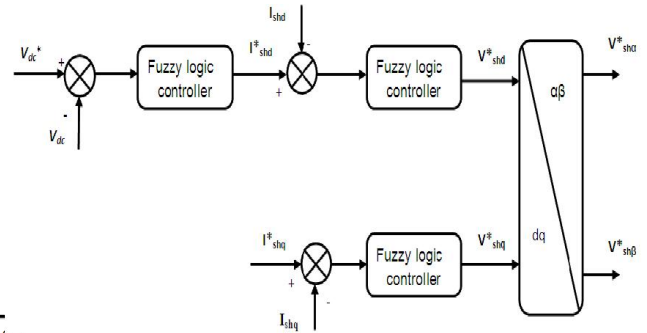 I_shd
V_dc*
+
-
V_dc
Fuzzy logic
controller
I*_shd
-
+
Fuzzy logic
controller
V*_shd
αβ
dq
V*_shα
I*_shq
+
-
I_shq
Fuzzy logic
controller
V*_shq
V*_shβ